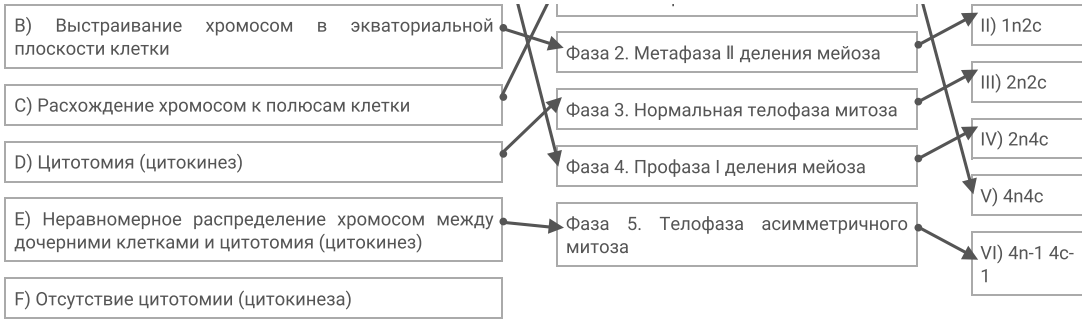 В) Выстраивание хромосом в экваториальной
плоскости клетки
С) Расхождение хромосом к полюсам клетки
D) Цитотомия (цитокинез)
Е) Неравномерное распределение хромосом между
дочерними клетками и цитотомия (цитокинез)
F) Отсутствие цитотомии (цитокинеза)
Фаза 2. Метафаза II деления мейоза
Фаза 3. Нормальная телофаза митоза
Фаза 4. Профаза I деления мейоза
Фаза 5. Телофаза асимметричного
митоза
II) 1n2c
III) 2n2c
IV) 2n4c
V) 4n4c
VI) 4n-1 4c-
1